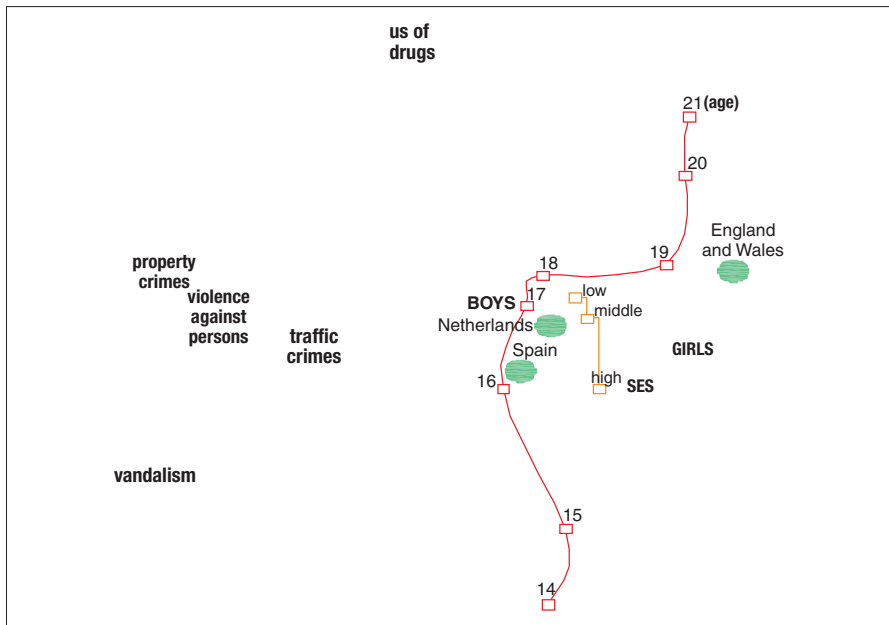 us of
drugs
21 (age)
20
England
and Wales
19
18
property
crimes
17
low
BOYS
violence
against
persons
middle
Netherlands
traffic
crimes
Spain
GIRLS
16
high
SES
vandalism
15
14